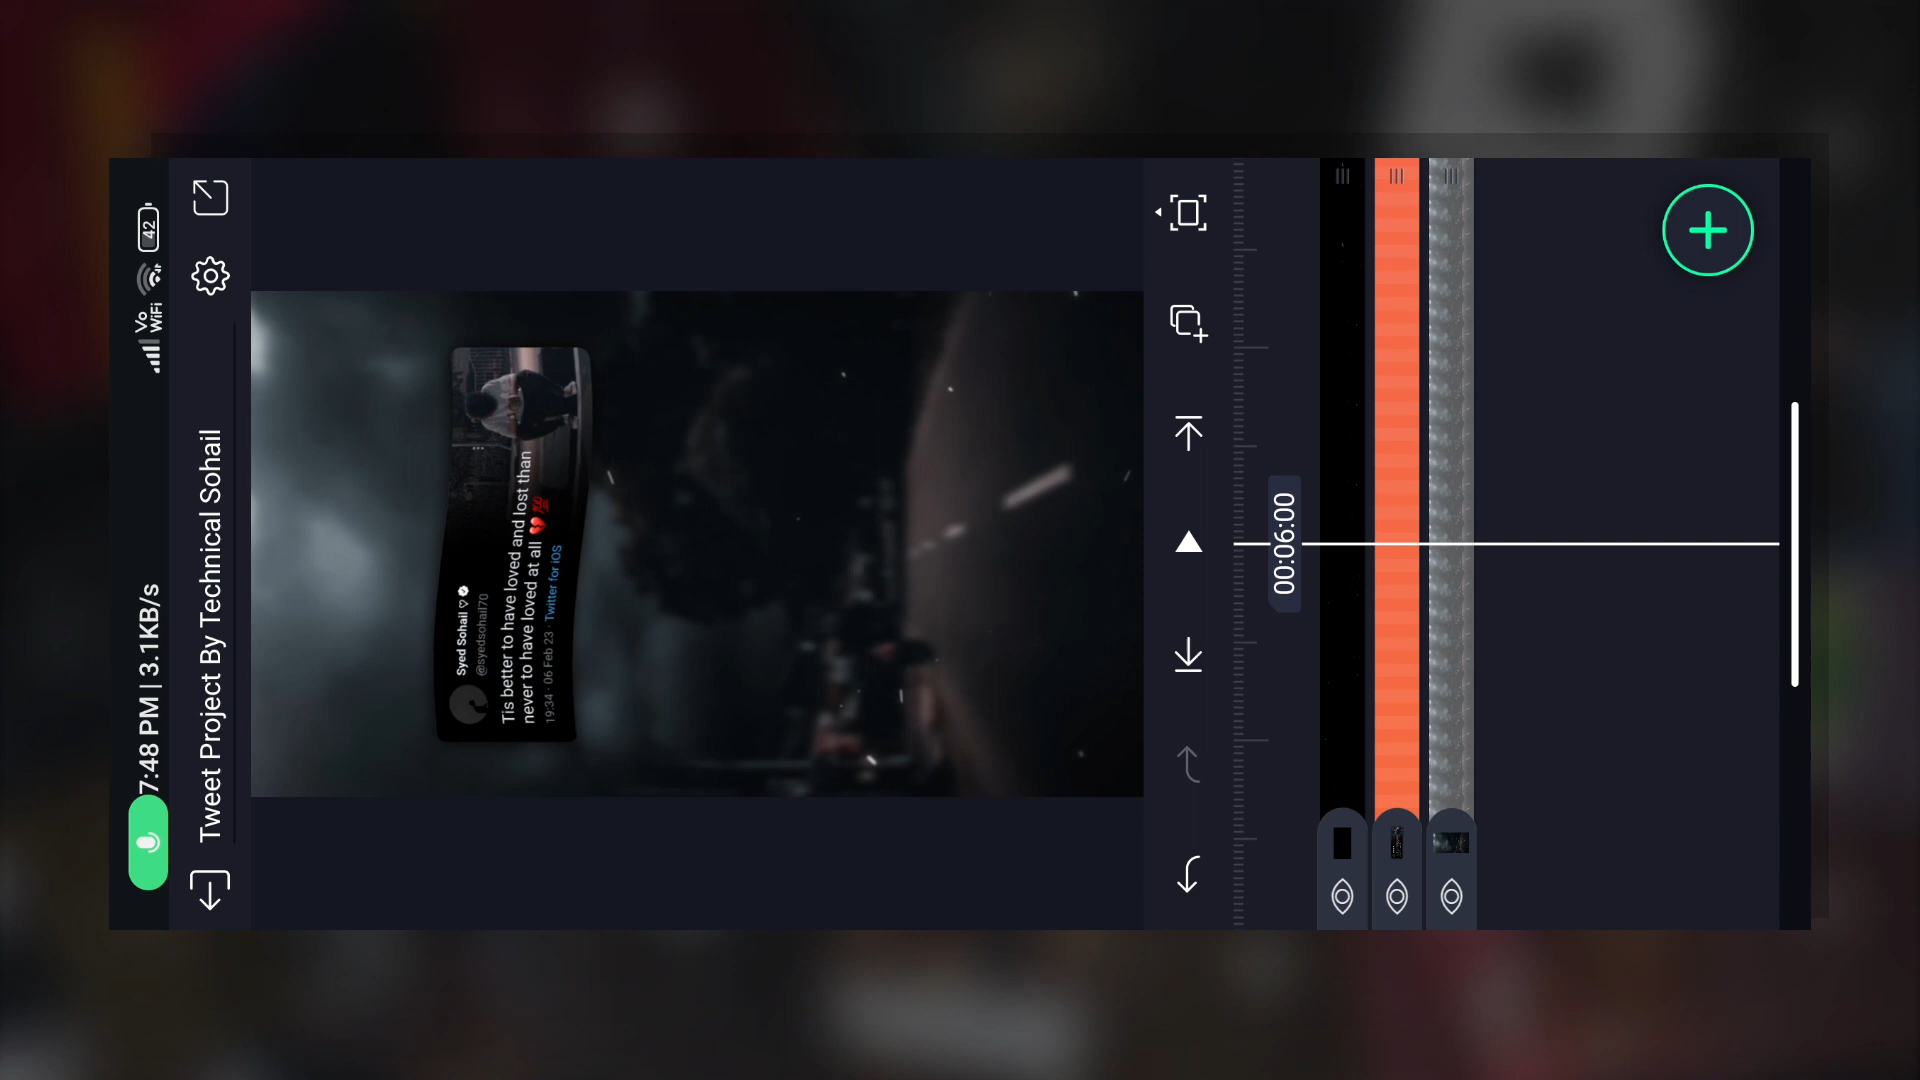 7:48 PM | 3.1KB/s
Vo
WiFi
42
Tweet Project By Technical Sohail
Syed Sohail ♡
@syedsohail70
Tis better to have loved and lost than
never to have loved at all 💔💯
19:34 · 06 Feb 23 · Twitter for iOS
00:06:00